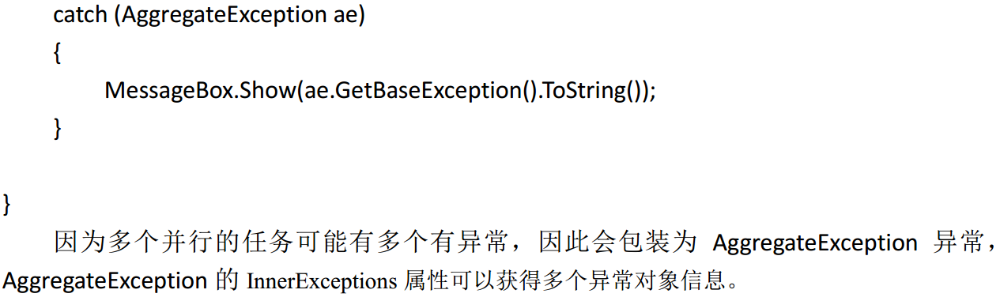 catch (AggregateException ae)
{
MessageBox.Show(ae.GetBaseException().ToString());
}
}
因为多个并行的任务可能有多个有异常，因此会包装为 AggregateException 异常，
AggregateException 的 InnerExceptions 属性可以获得多个异常对象信息。